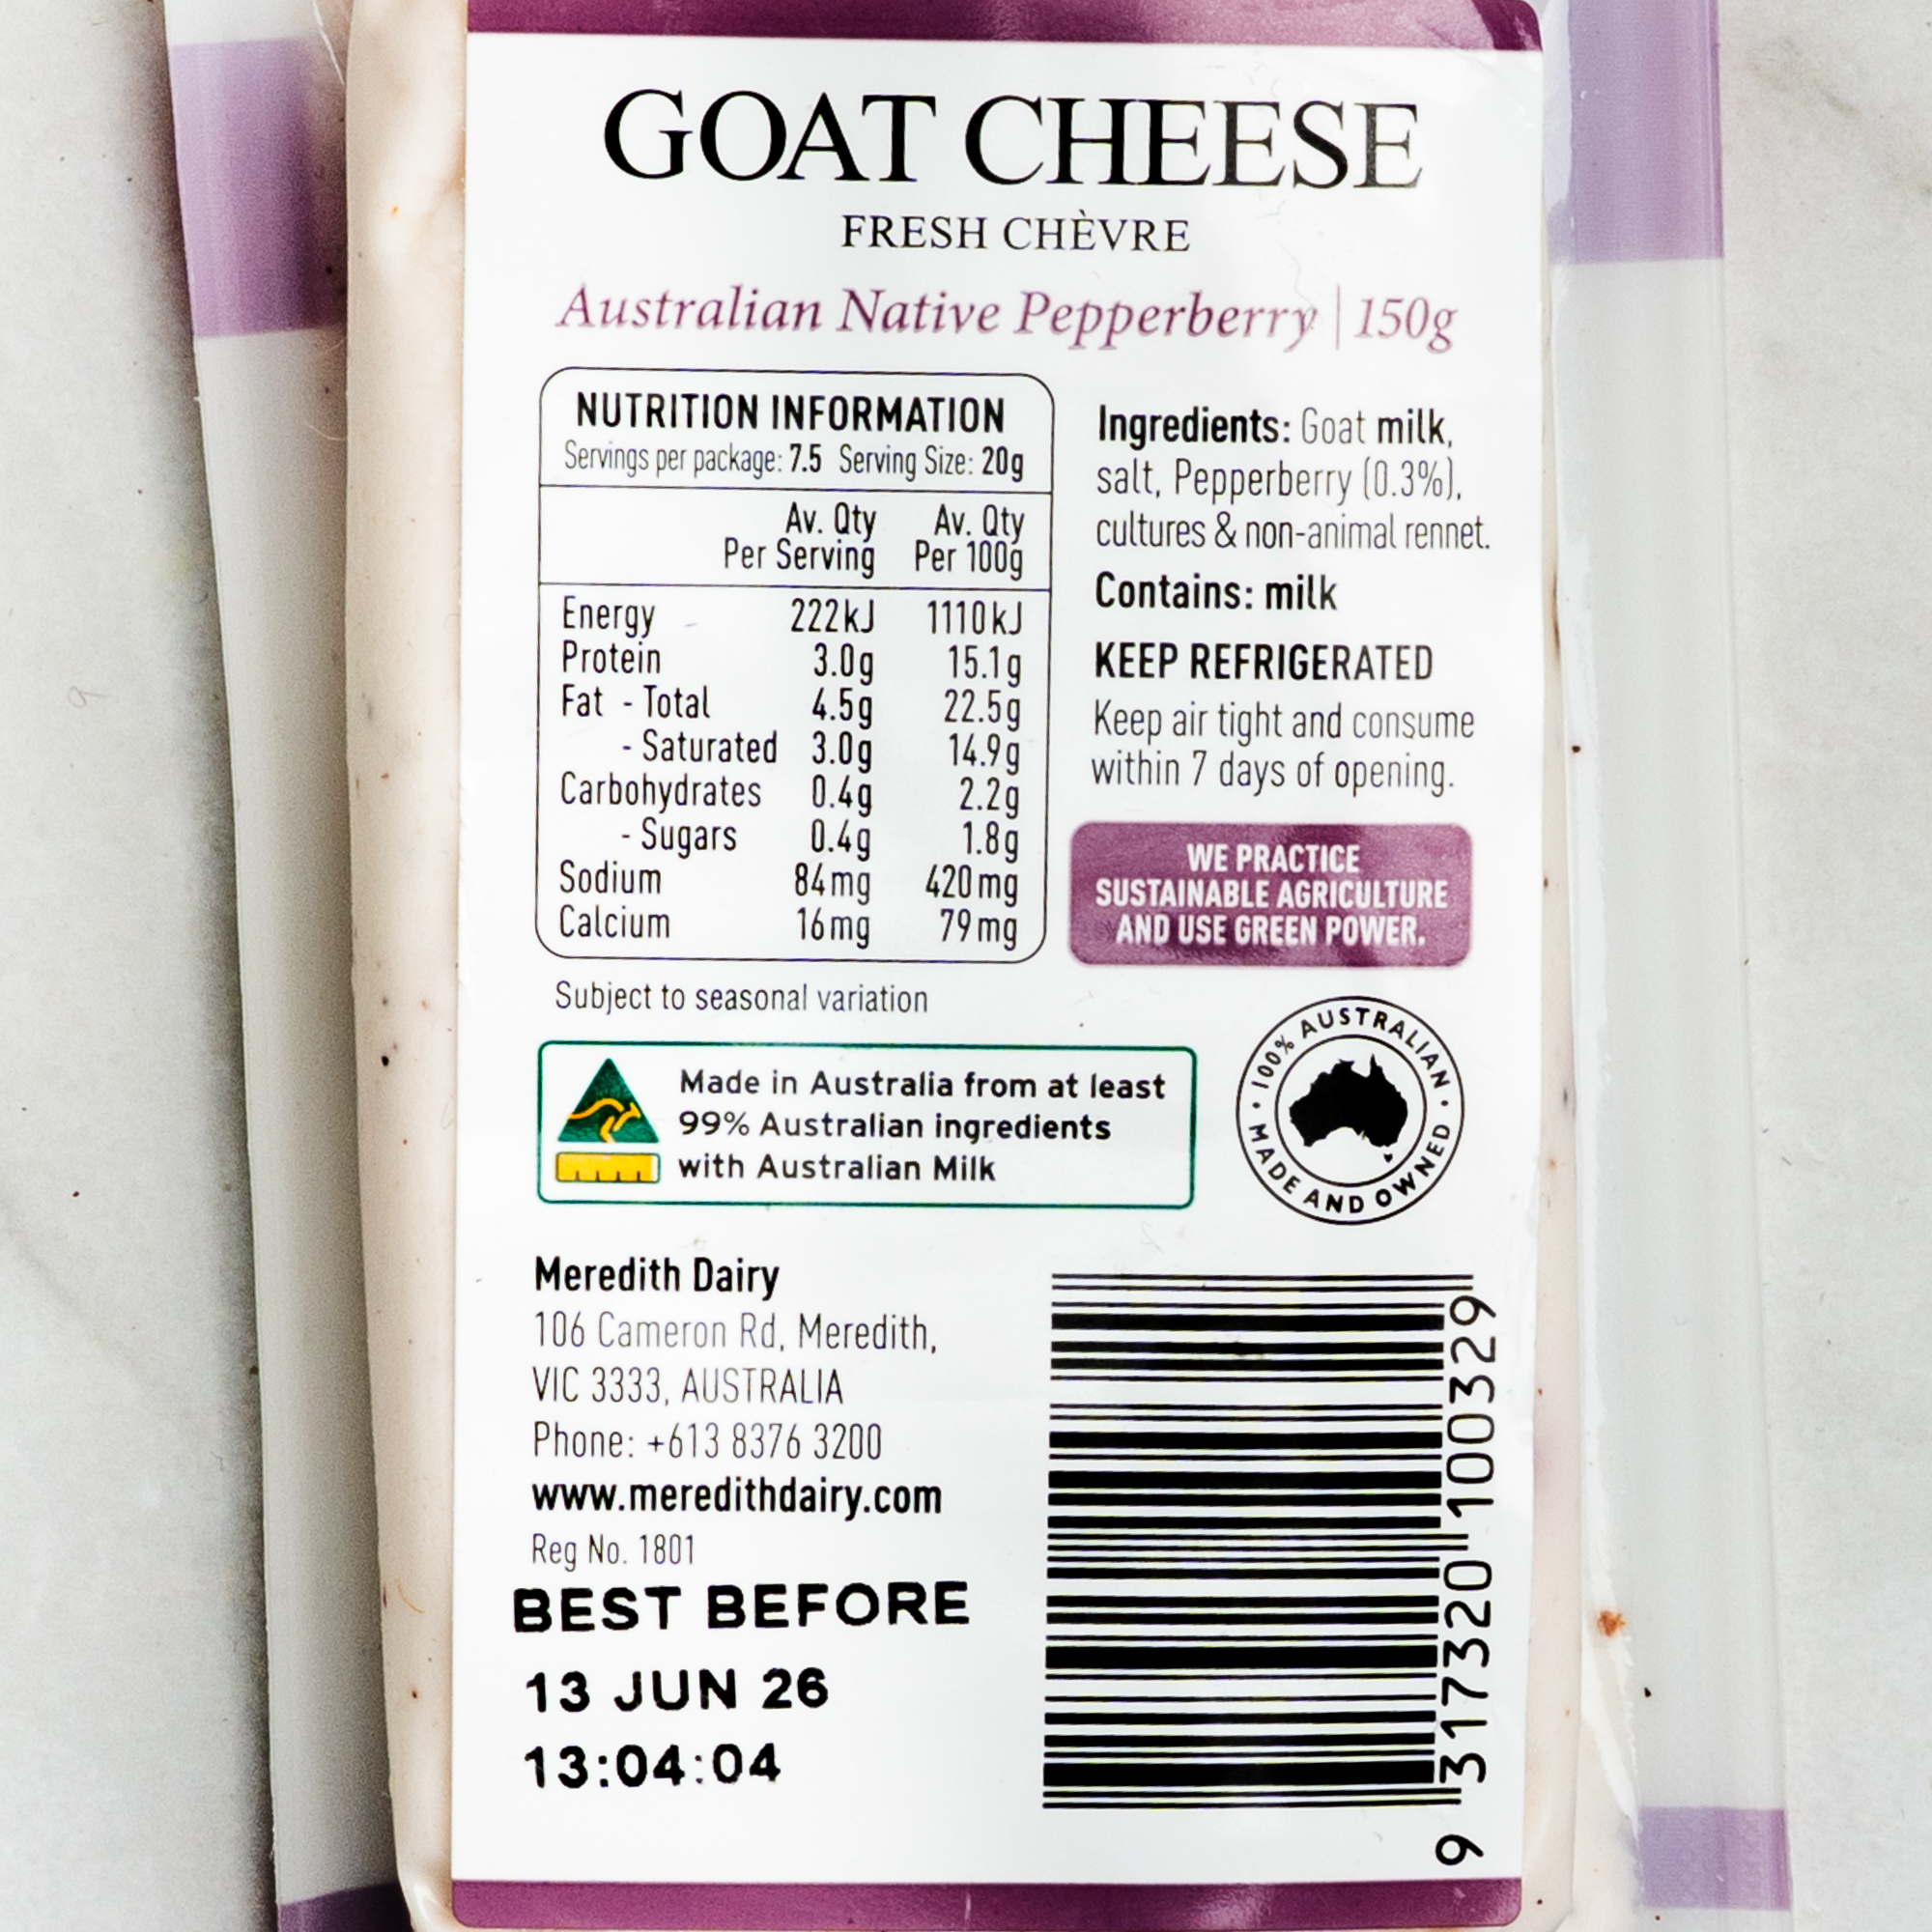 GOAT CHEESE
FRESH CHÈVRE
Australian Native Pepperberry | 150g
NUTRITION INFORMATION
Servings per package: 7.5 Serving Size: 20g
Av. Qty Av. Qty
Per Serving Per 100g
Energy 222kJ 1110kJ
Protein 3.0g 15.1g
Fat - Total 4.5g 22.5g
- Saturated 3.0g 14.9g
Carbohydrates 0.4g 2.2g
- Sugars 0.4g 1.8g
Sodium 84mg 420mg
Calcium 16mg 79mg
Subject to seasonal variation
Ingredients: Goat milk,
salt, Pepperberry (0.3%),
cultures & non-animal rennet.
Contains: milk
KEEP REFRIGERATED
Keep air tight and consume
within 7 days of opening.
WE PRACTICE
SUSTAINABLE AGRICULTURE
AND USE GREEN POWER.
Made in Australia from at least
99% Australian ingredients
with Australian Milk
• 100% AUSTRALIAN •
MADE AND OWNED
Meredith Dairy
106 Cameron Rd, Meredith,
VIC 3333, AUSTRALIA
Phone: +613 8376 3200
www.meredithdairy.com
Reg No. 1801
BEST BEFORE
13 JUN 26
13:04:04
9 317320 100329